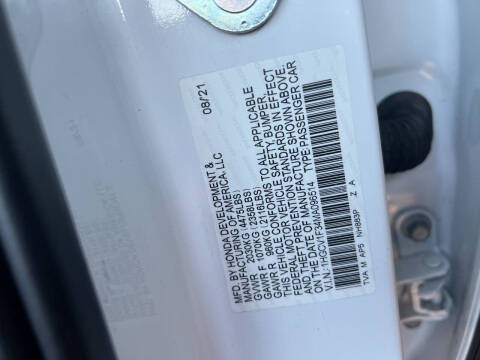 MFD. BY HONDA DEVELOPMENT &
MANUFACTURING OF AMERICA, LLC 08/21
GVWR 2030KG (4475LBS)
GAWR F 1070KG (2358LBS)
GAWR R 960KG (2116LBS)
THIS VEHICLE CONFORMS TO ALL APPLICABLE
FEDERAL MOTOR VEHICLE SAFETY, BUMPER,
AND THEFT PREVENTION STANDARDS IN EFFECT
ON THE DATE OF MANUFACTURE SHOWN ABOVE.
V.I.N.: 1HGCV1F34MA096514 TYPE: PASSENGER CAR
TVA M AP5 NH883P Z A